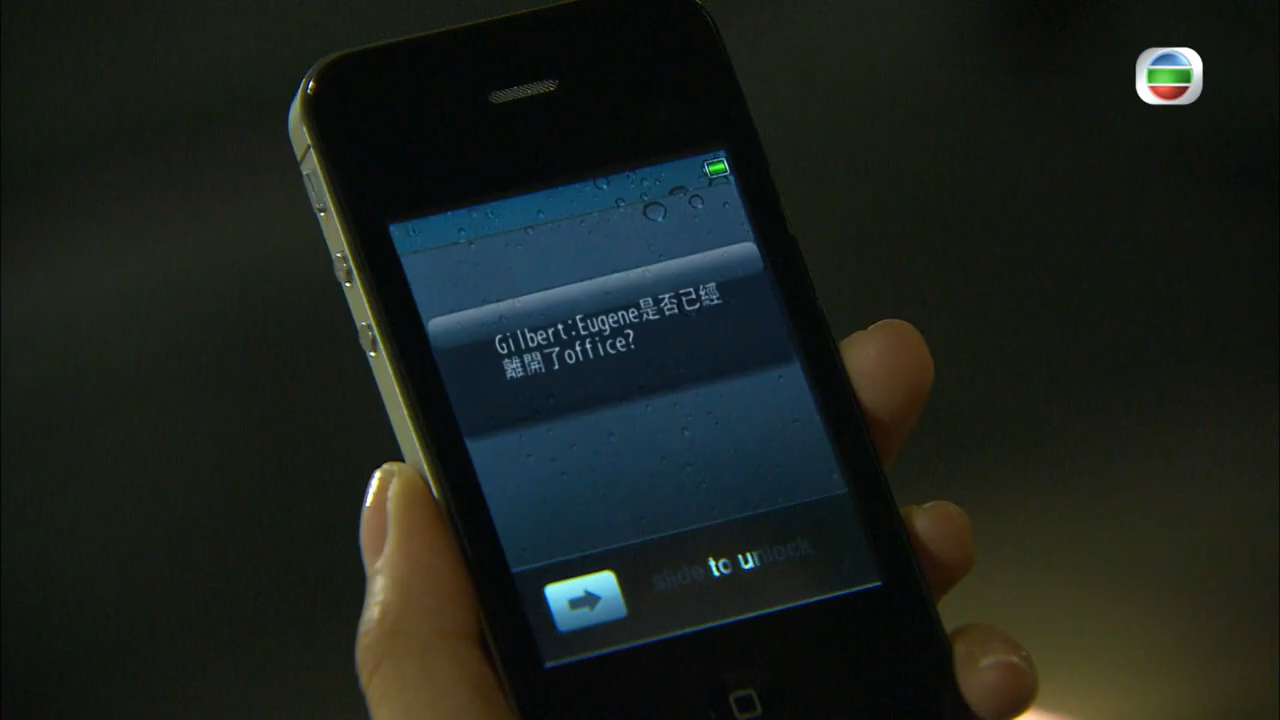 Gilbert:Eugene是否已經
離開了office?
slide to unlock